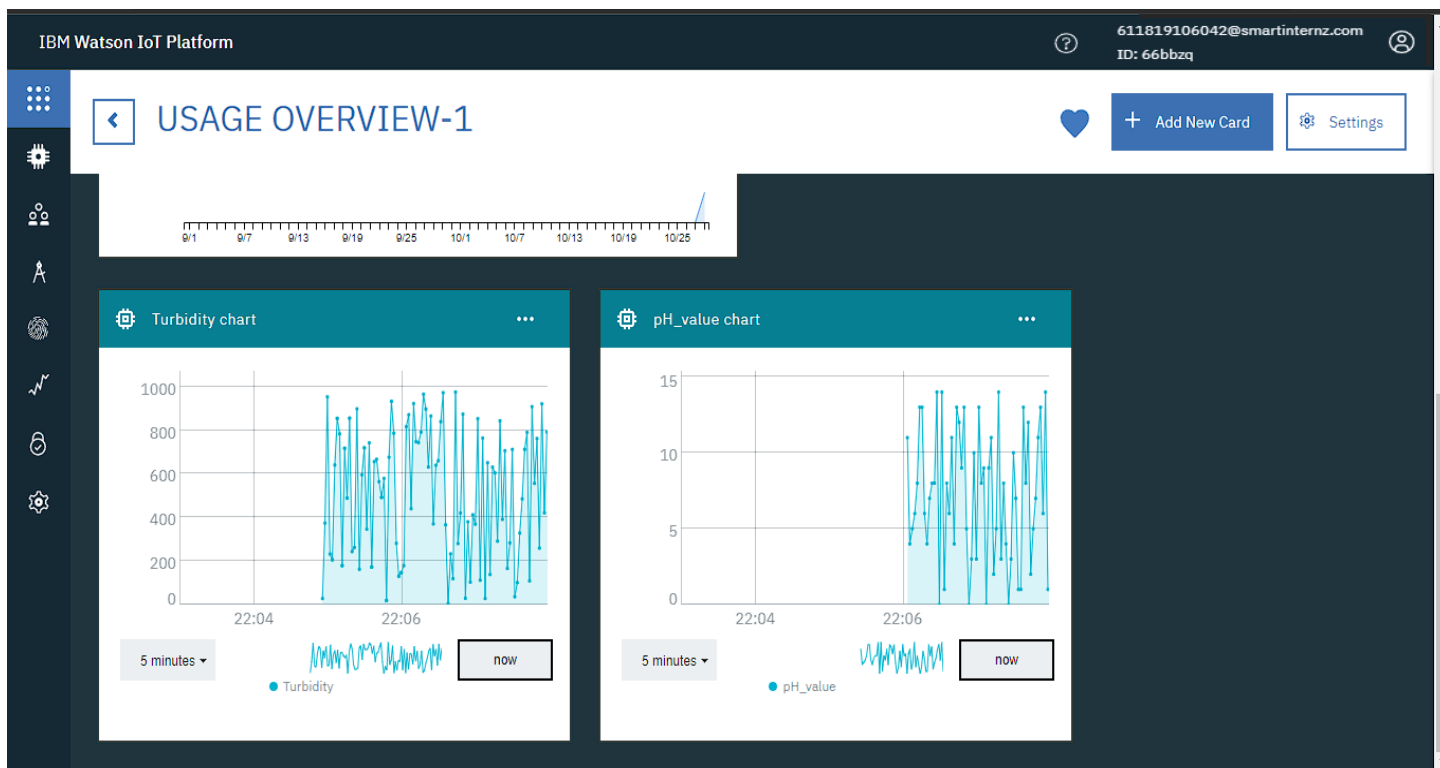 IBM Watson IoT Platform
611819106042@smartinternz.com
ID: 66bbzq
USAGE OVERVIEW-1
+ Add New Card
Settings
9/1 9/7 9/13 9/19 9/25 10/1 10/7 10/13 10/19 10/25
Turbidity chart
1000
800
600
400
200
0
22:04 22:06
5 minutes
now
Turbidity
pH_value chart
15
10
5
0
22:04 22:06
5 minutes
now
pH_value